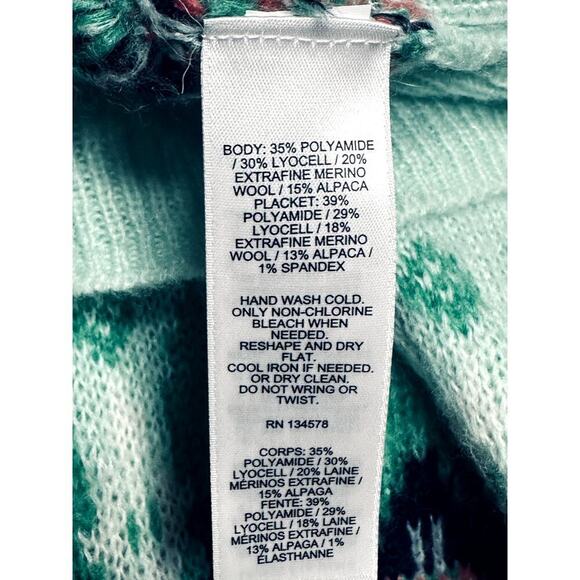 BODY: 35% POLYAMIDE
/ 30% LYOCELL / 20%
EXTRAFINE MERINO
WOOL / 15% ALPACA
PLACKET: 39%
POLYAMIDE / 29%
LYOCELL / 18%
EXTRAFINE MERINO
WOOL / 13% ALPACA /
1% SPANDEX
HAND WASH COLD.
ONLY NON-CHLORINE
BLEACH WHEN
NEEDED.
RESHAPE AND DRY
FLAT.
COOL IRON IF NEEDED.
OR DRY CLEAN.
DO NOT WRING OR
TWIST.
RN 134578
CORPS: 35%
POLYAMIDE / 30%
LYOCELL / 20% LAINE
MÉRINOS EXTRAFINE /
15% ALPAGA
FENTE: 39%
POLYAMIDE / 29%
LYOCELL / 18% LAINE
MÉRINOS EXTRAFINE /
13% ALPAGA / 1%
ÉLASTHANNE